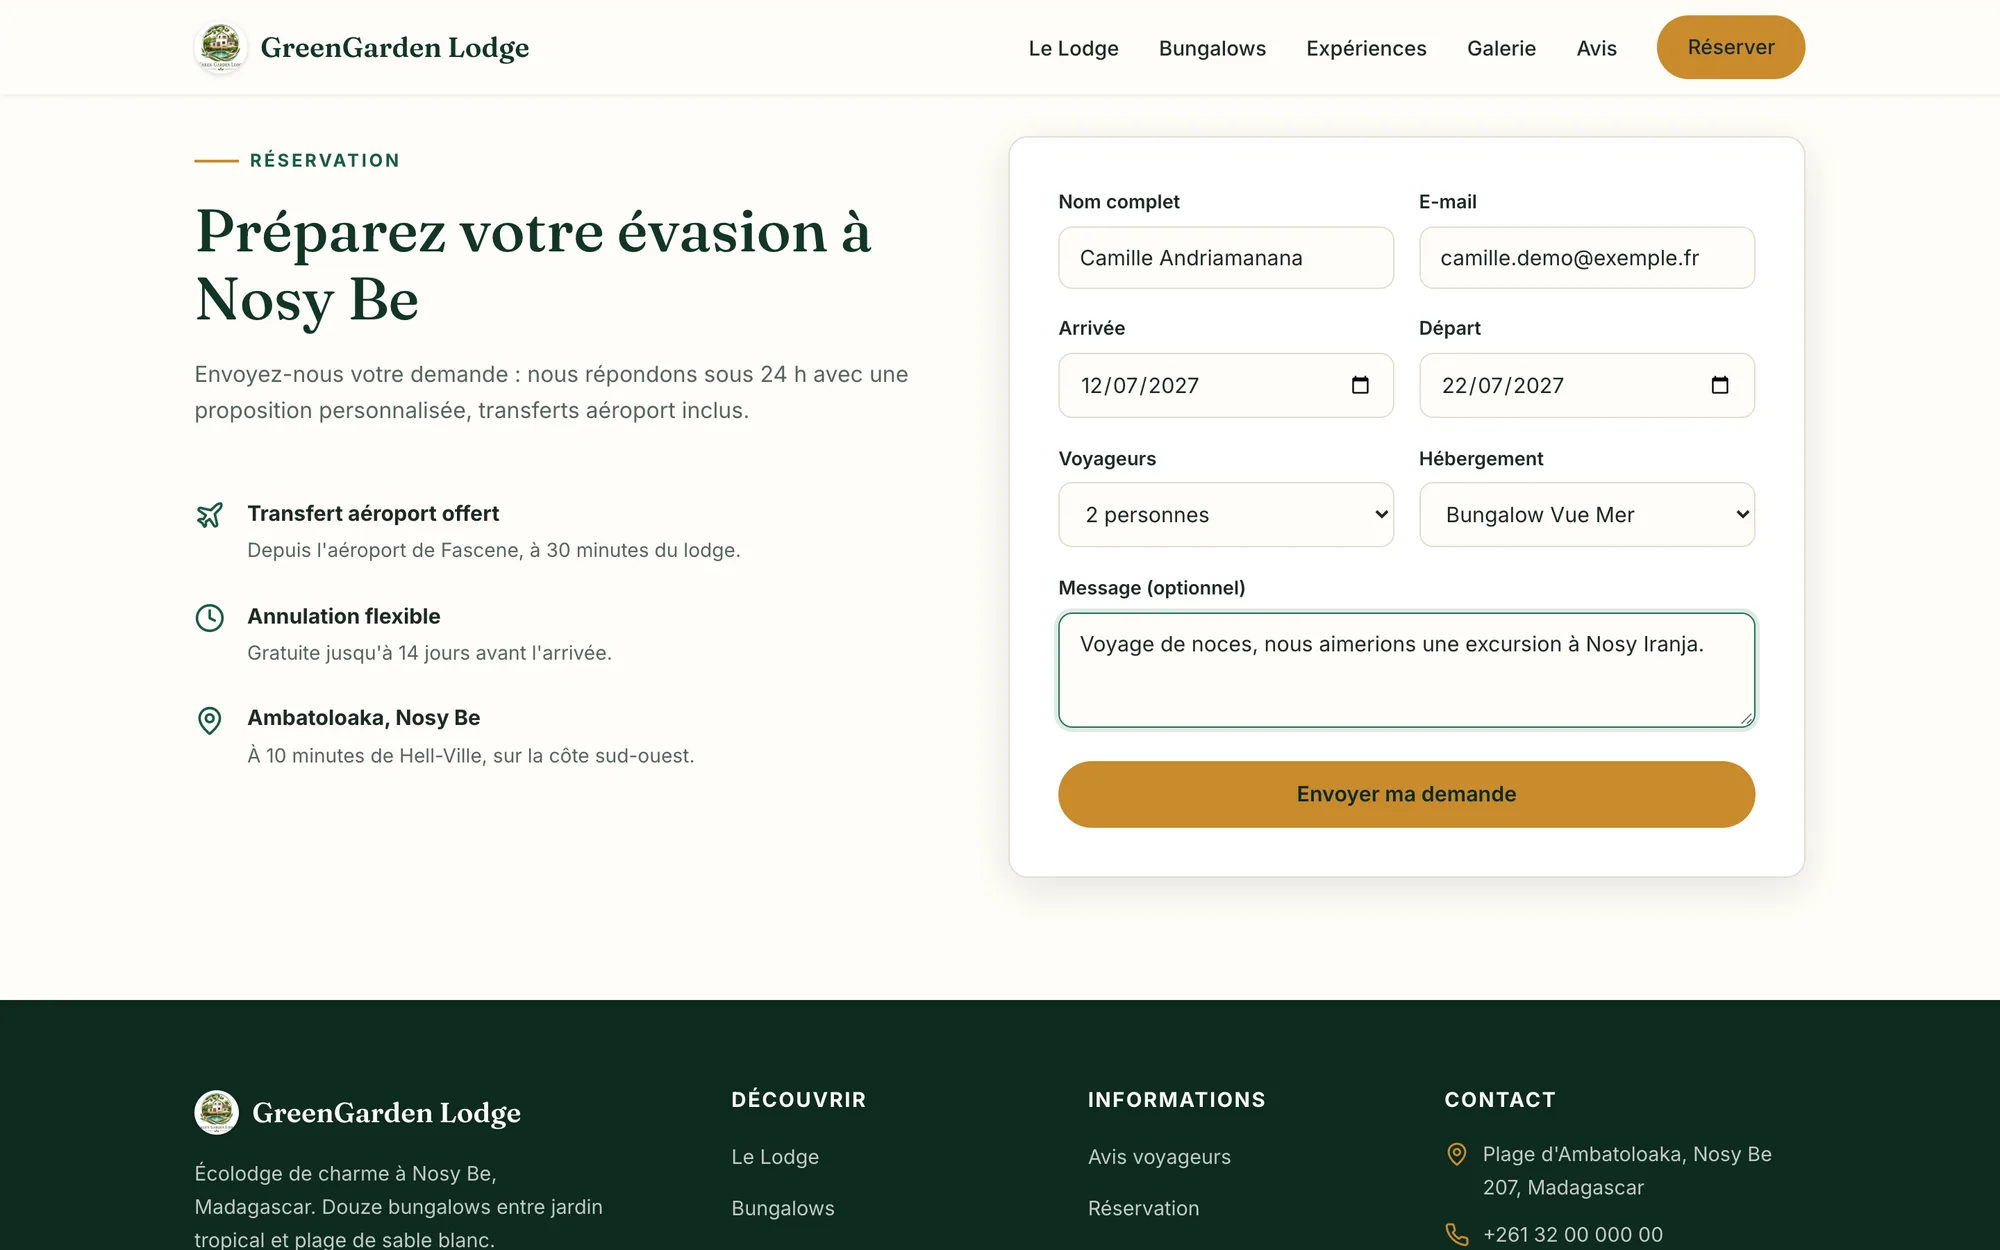 GreenGarden Lodge
Le Lodge
Bungalows
Expériences
Galerie
Avis
Réserver
RÉSERVATION
Préparez votre évasion à
Nosy Be
Envoyez-nous votre demande : nous répondons sous 24 h avec une
proposition personnalisée, transferts aéroport inclus.
Transfert aéroport offert
Depuis l'aéroport de Fascene, à 30 minutes du lodge.
Annulation flexible
Gratuite jusqu'à 14 jours avant l'arrivée.
Ambatoloaka, Nosy Be
À 10 minutes de Hell-Ville, sur la côte sud-ouest.
Nom complet
Camille Andriamanana
E-mail
camille.demo@exemple.fr
Arrivée
12/07/2027
Départ
22/07/2027
Voyageurs
2 personnes
Hébergement
Bungalow Vue Mer
Message (optionnel)
Voyage de noces, nous aimerions une excursion à Nosy Iranja.
Envoyer ma demande
GreenGarden Lodge
Écolodge de charme à Nosy Be,
Madagascar. Douze bungalows entre jardin
tropical et plage de sable blanc.
DÉCOUVRIR
Le Lodge
Bungalows
INFORMATIONS
Avis voyageurs
Réservation
CONTACT
Plage d'Ambatoloaka, Nosy Be
207, Madagascar
+261 32 00 000 00